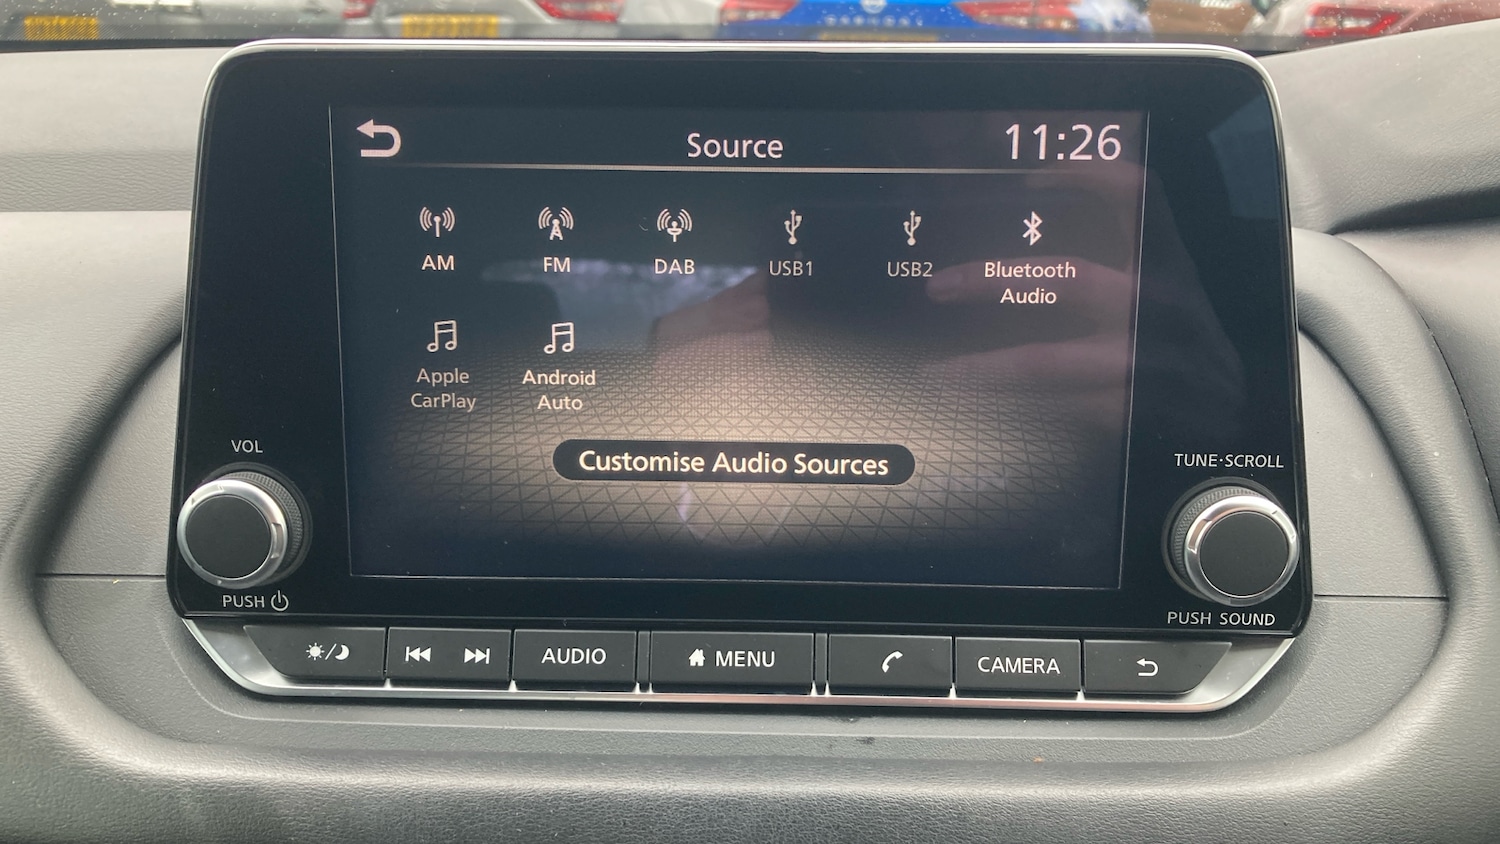 Source
11:26
AM
FM
DAB
USB1
USB2
Bluetooth
Audio
Apple
CarPlay
Android
Auto
Customise Audio Sources
VOL
PUSH
TUNE·SCROLL
PUSH SOUND
AUDIO
MENU
CAMERA